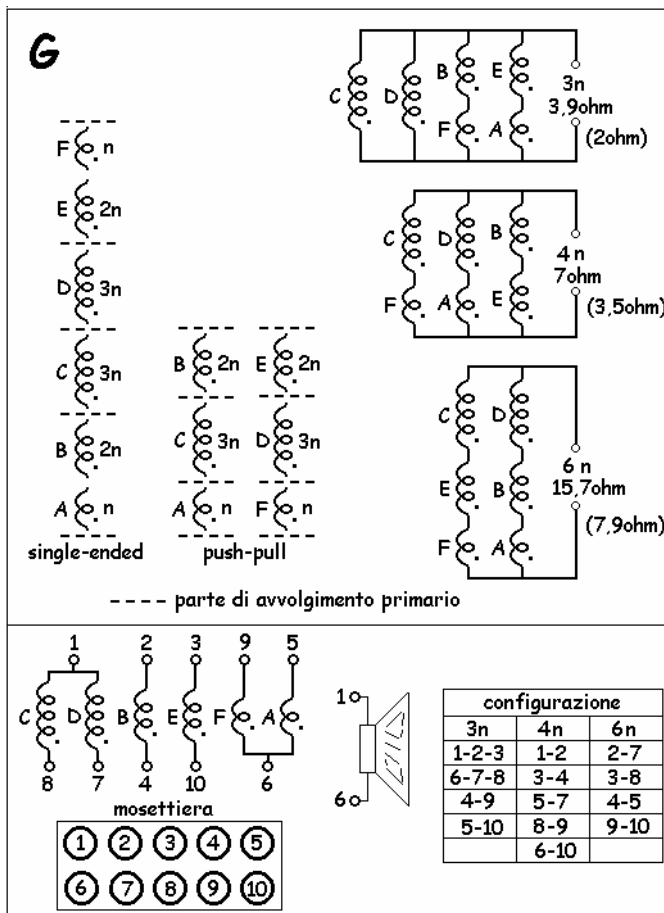 G
F n
E 2n
D 3n
C 3n
B 2n
A n
single-ended
B 2n E 2n
C 3n D 3n
A n F n
push-pull
---- parte di avvolgimento primario
C D B E
F A
3n
3,9ohm
(2ohm)
C D B
F A E
4n
7ohm
(3,5ohm)
C D
E B
F A
6n
15,7ohm
(7,9ohm)
1 2 3 9 5
C D B E F A
8 7 4 10 6
mosettiera
1 2 3 4 5
6 7 8 9 10
1
6
configurazione
3n 4n 6n
1-2-3 1-2 2-7
6-7-8 3-4 3-8
4-9 5-7 4-5
5-10 8-9 9-10
6-10